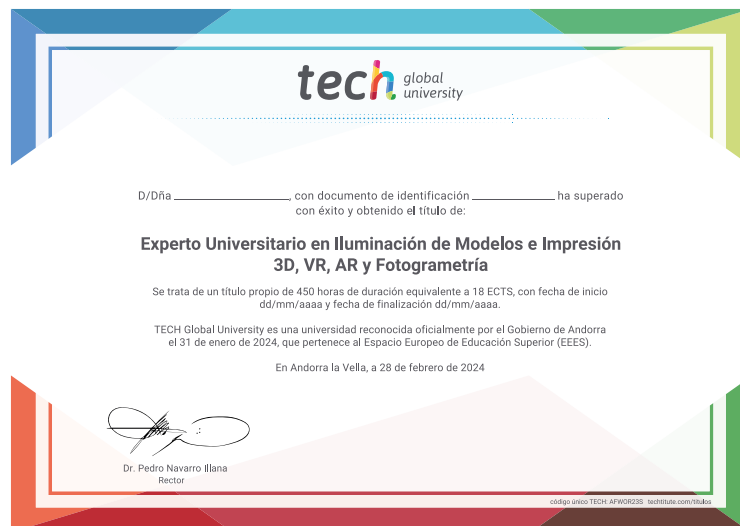 tech global university
D/Dña ____________, con documento de identificación ____________ ha superado
con éxito y obtenido el título de:
Experto Universitario en Iluminación de Modelos e Impresión
3D, VR, AR y Fotogrametría
Se trata de un título propio de 450 horas de duración equivalente a 18 ECTS, con fecha de inicio
dd/mm/aaaa y fecha de finalización dd/mm/aaaa.
TECH Global University es una universidad reconocida oficialmente por el Gobierno de Andorra
el 31 de enero de 2024, que pertenece al Espacio Europeo de Educación Superior (EEES).
En Andorra la Vella, a 28 de febrero de 2024
Dr. Pedro Navarro Illana
Rector
código único TECH: AFWOR23S techtitute.com/titulos